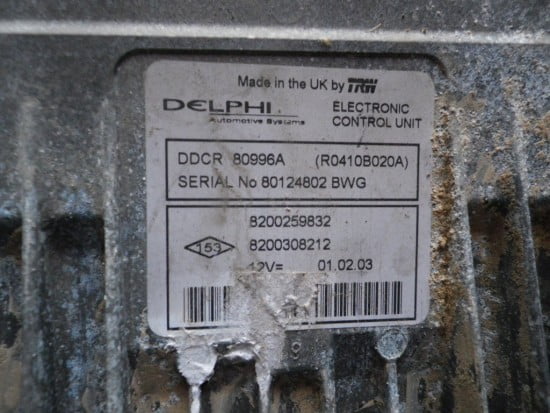 Made in the UK by TRW
DELPHI
Automotive Systems
ELECTRONIC
CONTROL UNIT
DDCR 80996A (R0410B020A)
SERIAL No 80124802 BWG
8200259832
153 8200308212
12V= 01.02.03